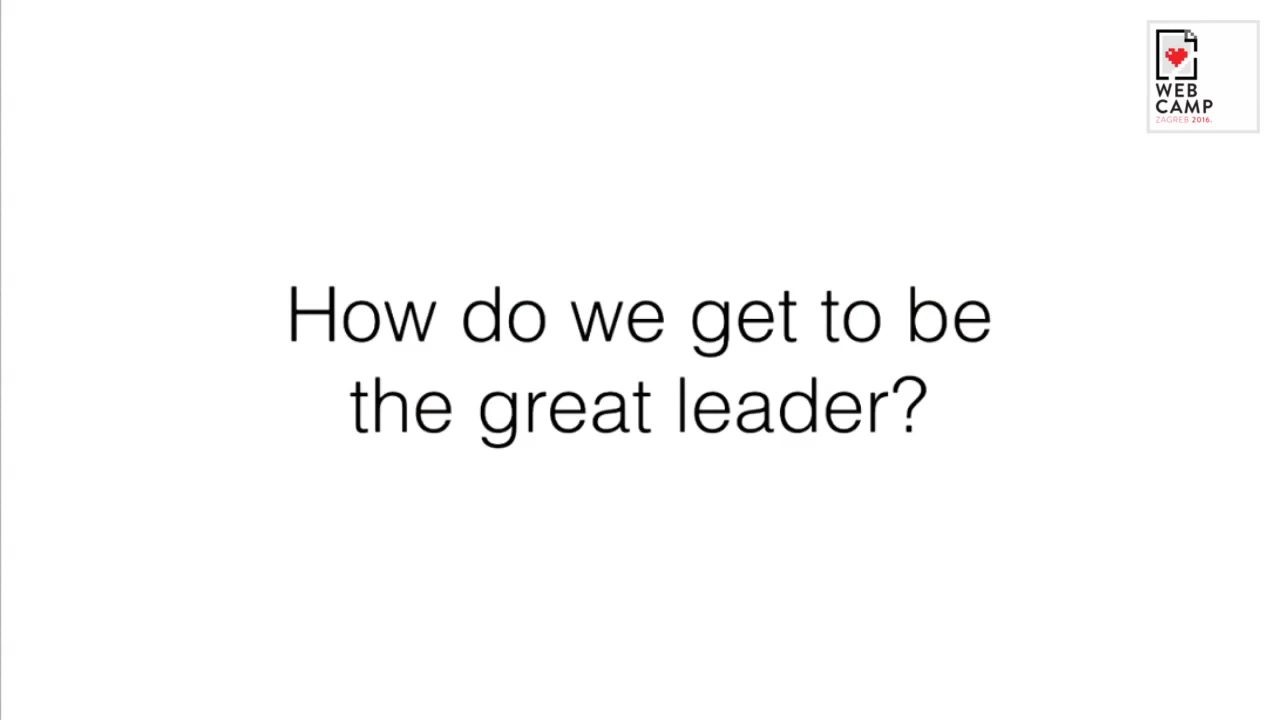 WEB
CAMP
ZAGREB 2016.
How do we get to be
the great leader?